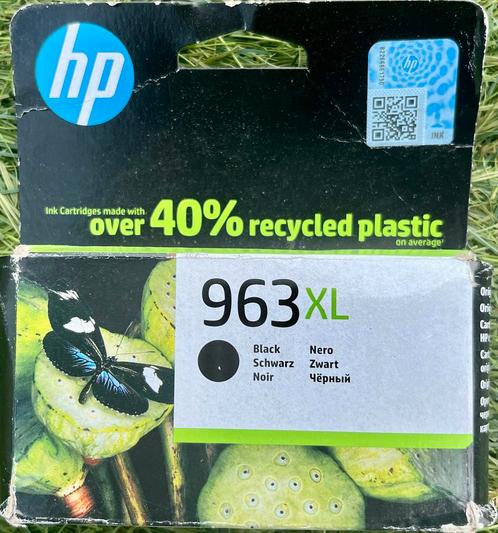 hp
hp
INK
Ink Cartridges made with
over 40% recycled plastic
on average
963XL
Black Nero
Schwarz Zwart
Noir Чёрный